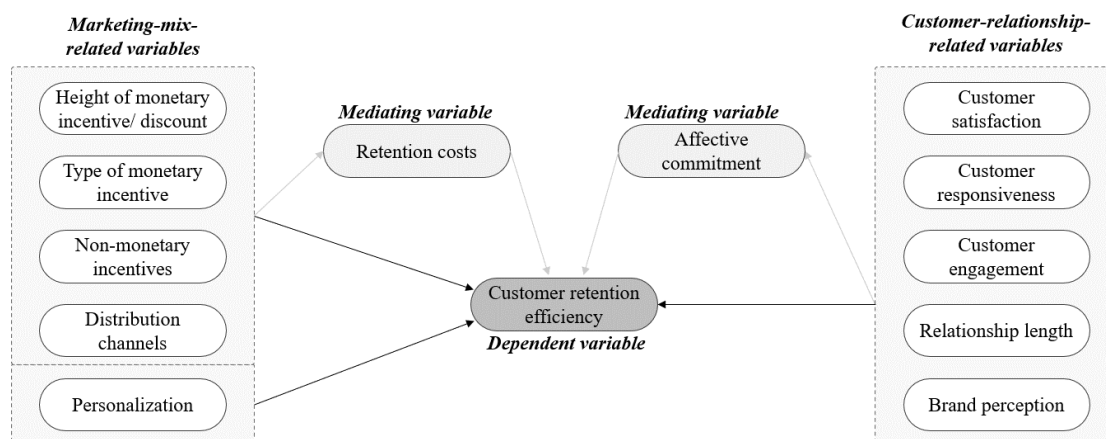 Marketing-mix-
related variables
Height of monetary
incentive/ discount
Type of monetary
incentive
Non-monetary
incentives
Distribution
channels
Personalization
Mediating variable
Retention costs
Mediating variable
Affective
commitment
Customer retention
efficiency
Dependent variable
Customer-relationship-
related variables
Customer
satisfaction
Customer
responsiveness
Customer
engagement
Relationship length
Brand perception